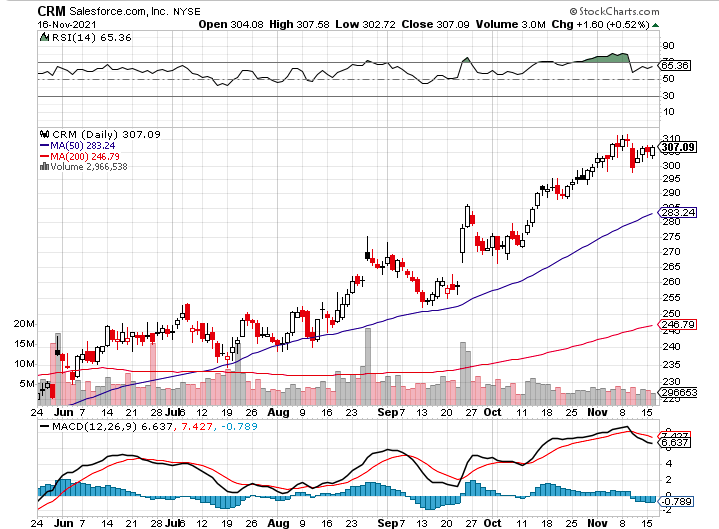 CRM Salesforce.com, Inc. NYSE © StockCharts.com
16-Nov-2021 Open 304.08 High 307.58 Low 302.72 Close 307.09 Volume 3.0M Chg +1.60 (+0.52%)
RSI(14) 65.36
90
65.36
50
30
10
CRM (Daily) 307.09
MA(50) 283.24
MA(200) 246.79
Volume 2,966,538
310
307.09
300
295
290
283.24
280
275
270
265
260
255
250
20M
246.79
240
15M
235
10M
230
5M
296653
225
24 Jun 7 14 21 28 Jul 6 12 19 26 Aug 9 16 23 Sep 7 13 20 27 Oct 11 18 25 Nov 8 15
MACD(12,26,9) 6.637, 7.427, -0.789
8
7.427
6.637
4
2
0
-0.789
-2
24 Jun 7 14 21 28 Jul 6 12 19 26 Aug 9 16 23 Sep 7 13 20 27 Oct 11 18 25 Nov 8 15